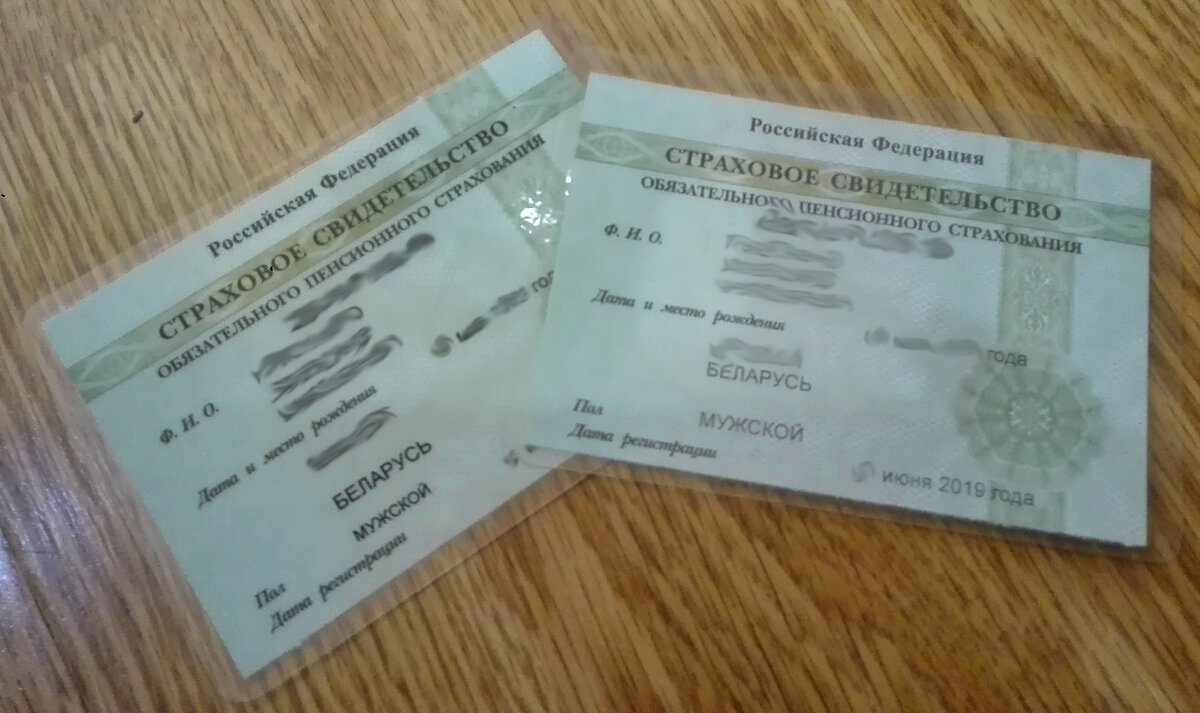 Российская Федерация
СТРАХОВОЕ СВИДЕТЕЛЬСТВО
ОБЯЗАТЕЛЬНОГО ПЕНСИОННОГО СТРАХОВАНИЯ
Ф. И. О.
Дата и место рождения
БЕЛАРУСЬ
Пол
МУЖСКОЙ
Дата регистрации
Российская Федерация
СТРАХОВОЕ СВИДЕТЕЛЬСТВО
ОБЯЗАТЕЛЬНОГО ПЕНСИОННОГО СТРАХОВАНИЯ
Ф. И. О.
Дата и место рождения
года
БЕЛАРУСЬ
Пол
МУЖСКОЙ
Дата регистрации
июня 2019 года